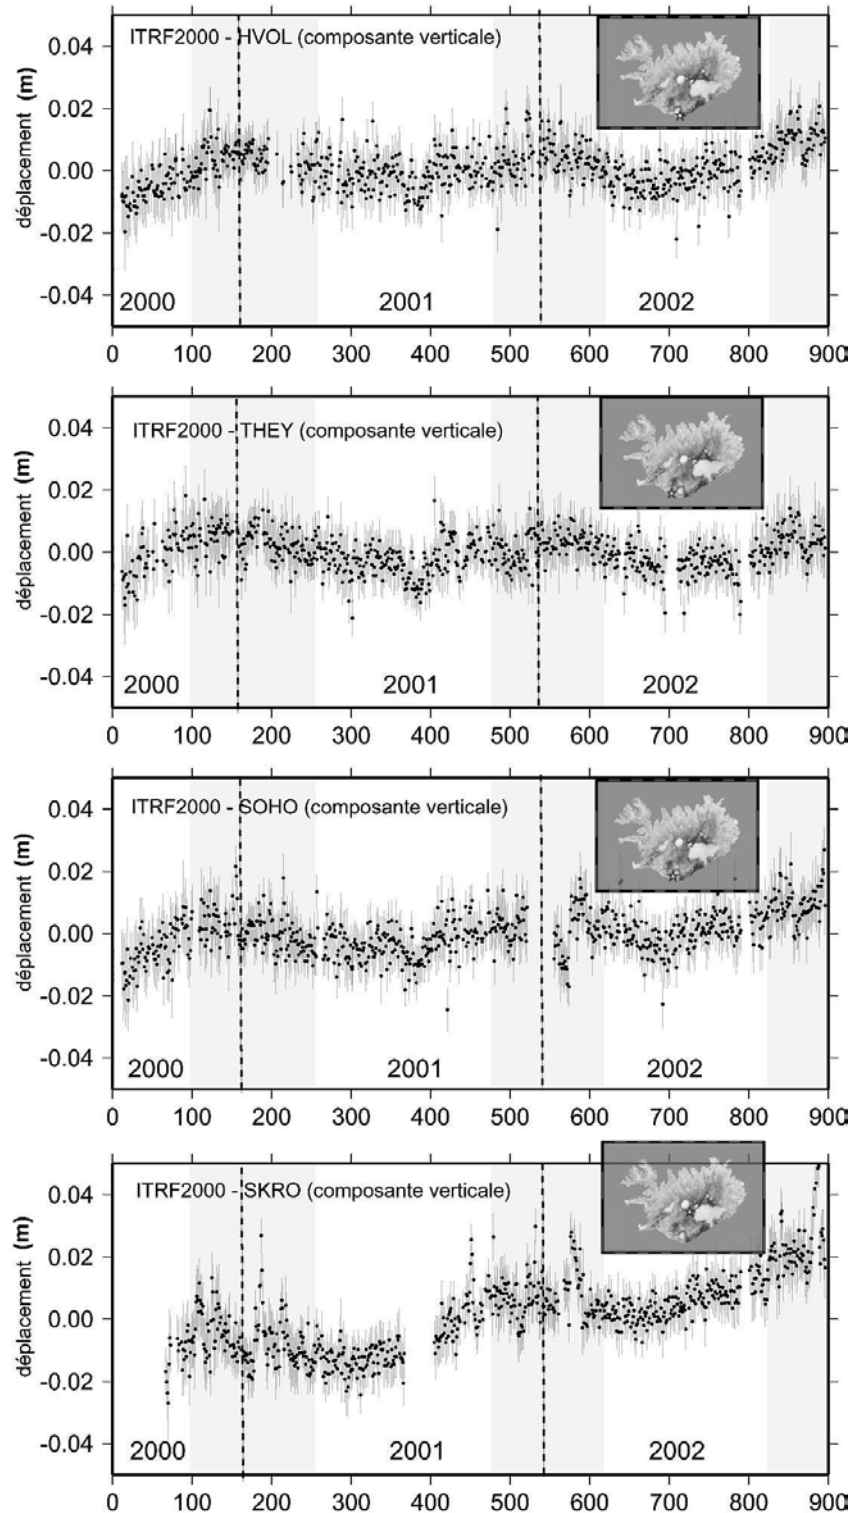 ITRF2000 - HVOL (composante verticale)
déplacement (m)
0.04
0.02
0.00
-0.02
-0.04
2000
2001
2002
0 100 200 300 400 500 600 700 800 900
ITRF2000 - THEY (composante verticale)
déplacement (m)
0.04
0.02
0.00
-0.02
-0.04
2000
2001
2002
0 100 200 300 400 500 600 700 800 900
ITRF2000 - SOHO (composante verticale)
déplacement (m)
0.04
0.02
0.00
-0.02
-0.04
2000
2001
2002
0 100 200 300 400 500 600 700 800 900
ITRF2000 - SKRO (composante verticale)
déplacement (m)
0.04
0.02
0.00
-0.02
-0.04
2000
2001
2002
0 100 200 300 400 500 600 700 800 900